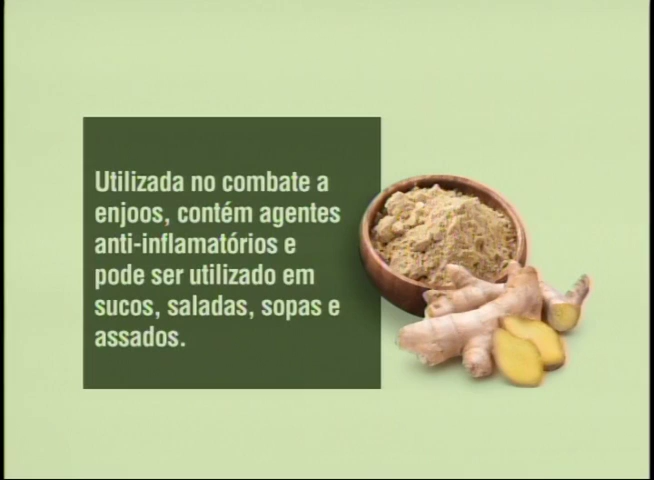 Utilizada no combate a
enjoos, contém agentes
anti-inflamatórios e
pode ser utilizado em
sucos, saladas, sopas e
assados.